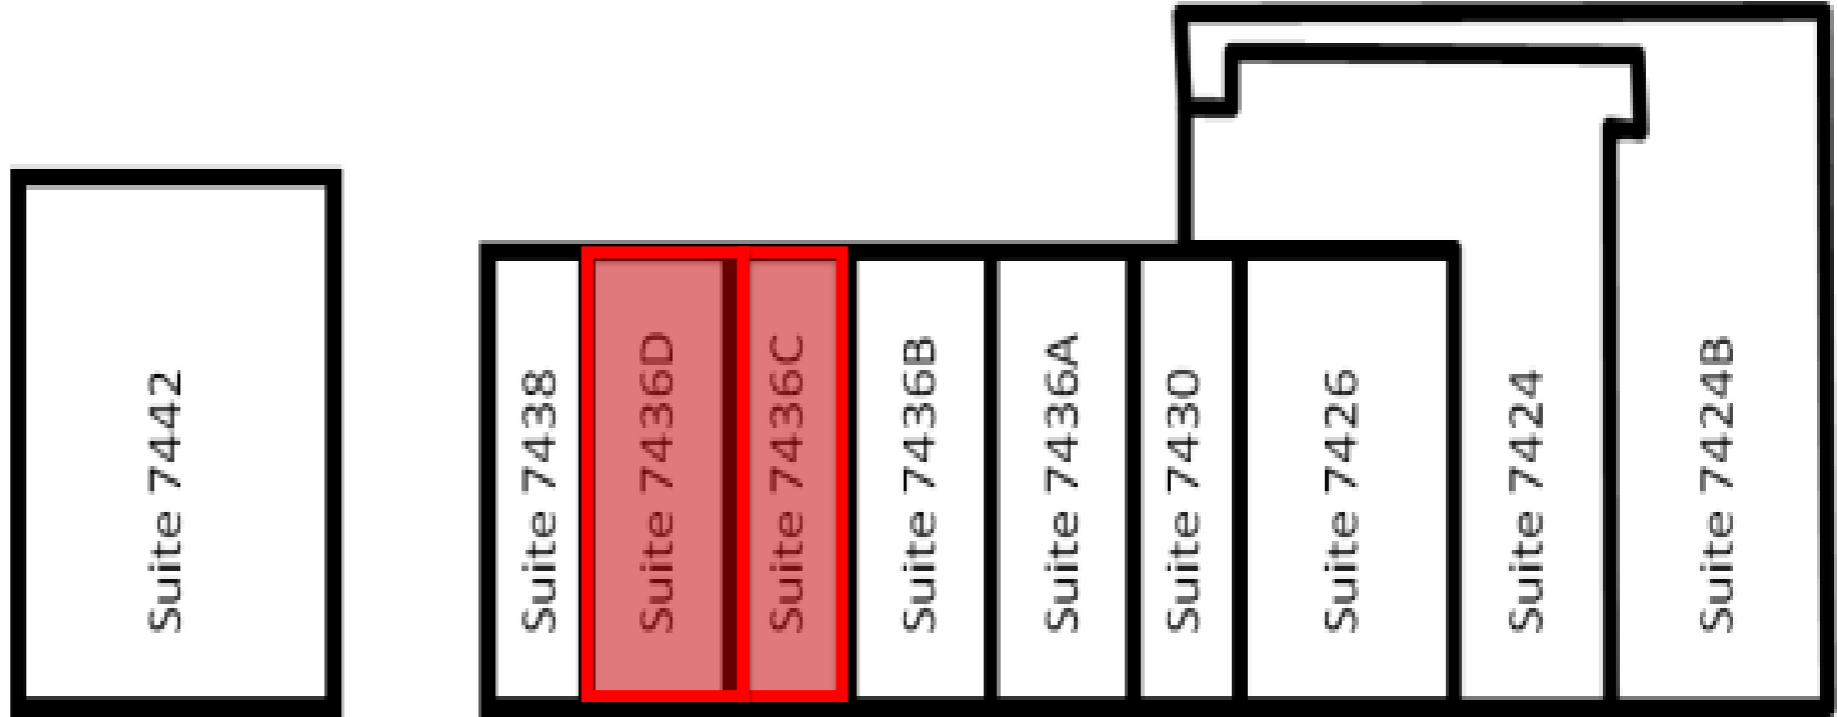 Suite 7442
Suite 7438
Suite 7436D
Suite 7436C
Suite 7436B
Suite 7436A
Suite 7430
Suite 7426
Suite 7424
Suite 7424B